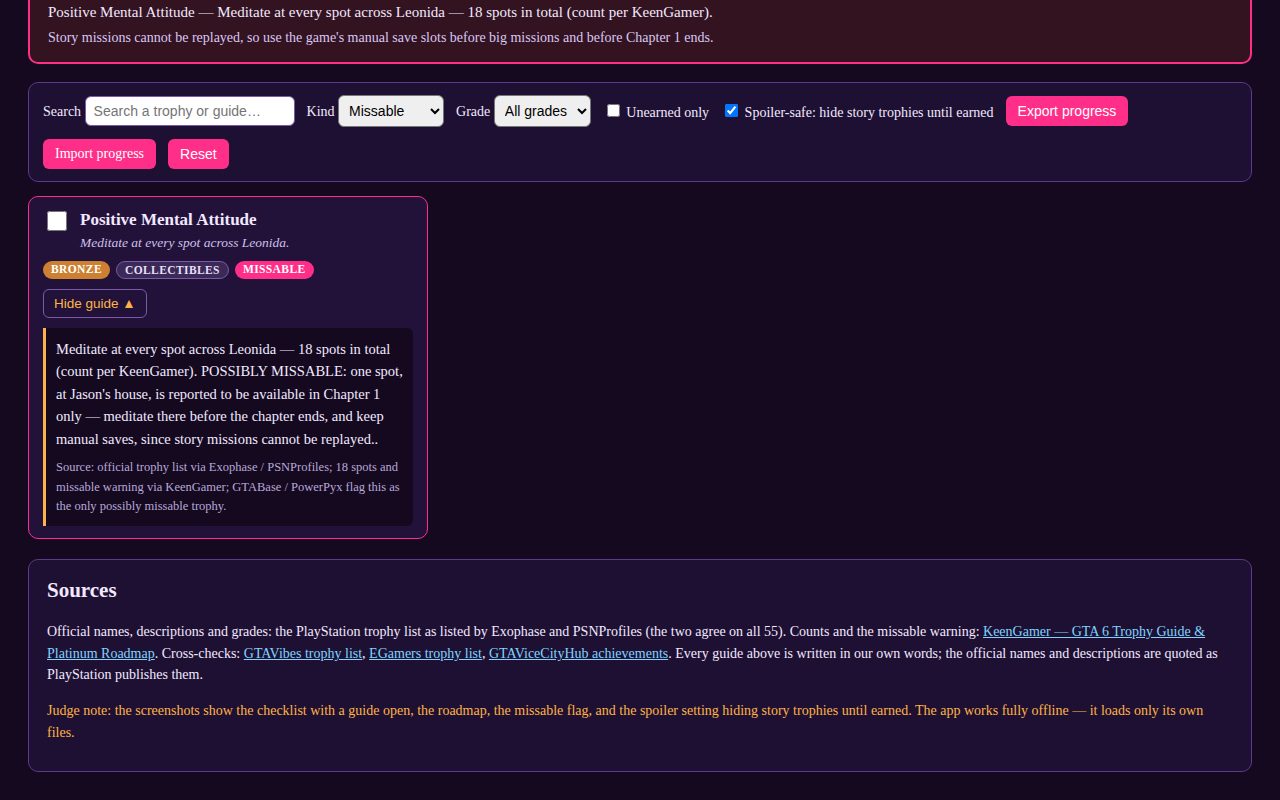 Positive Mental Attitude — Meditate at every spot across Leonida — 18 spots in total (count per KeenGamer).
Story missions cannot be replayed, so use the game's manual save slots before big missions and before Chapter 1 ends.
Search Search a trophy or guide… Kind Missable Grade All grades Unearned only Spoiler-safe: hide story trophies until earned Export progress
Import progress Reset
Positive Mental Attitude
Meditate at every spot across Leonida.
BRONZE COLLECTIBLES MISSABLE
Hide guide ▲
Meditate at every spot across Leonida — 18 spots in total
(count per KeenGamer). POSSIBLY MISSABLE: one spot,
at Jason's house, is reported to be available in Chapter 1
only — meditate there before the chapter ends, and keep
manual saves, since story missions cannot be replayed..
Source: official trophy list via Exophase / PSNProfiles; 18 spots and
missable warning via KeenGamer; GTABase / PowerPyx flag this as
the only possibly missable trophy.
Sources
Official names, descriptions and grades: the PlayStation trophy list as listed by Exophase and PSNProfiles (the two agree on all 55). Counts and the missable warning: KeenGamer — GTA 6 Trophy Guide &
Platinum Roadmap. Cross-checks: GTAVibes trophy list, EGamers trophy list, GTAViceCityHub achievements. Every guide above is written in our own words; the official names and descriptions are quoted as
PlayStation publishes them.
Judge note: the screenshots show the checklist with a guide open, the roadmap, the missable flag, and the spoiler setting hiding story trophies until earned. The app works fully offline — it loads only its own
files.